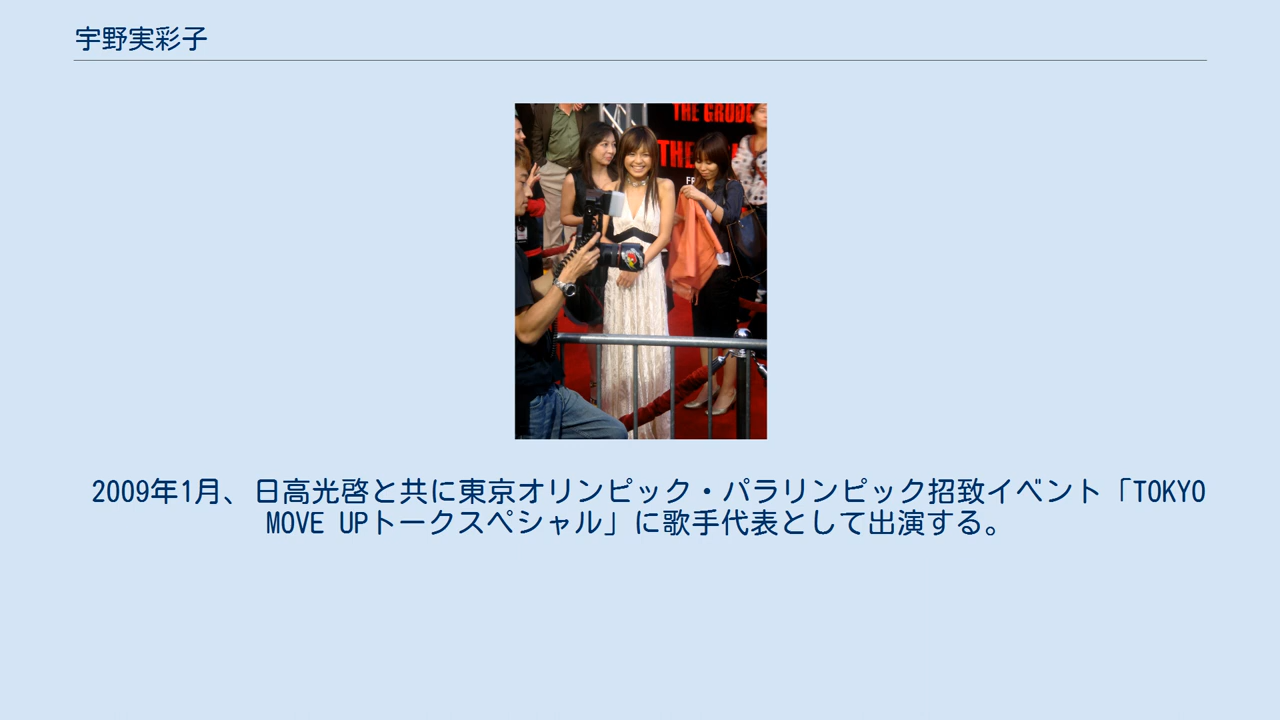 宇野実彩子
THE GRUDG
THE
FR
2009年1月、日高光啓と共に東京オリンピック・パラリンピック招致イベント「TOKYO
MOVE UPトークスペシャル」に歌手代表として出演する。